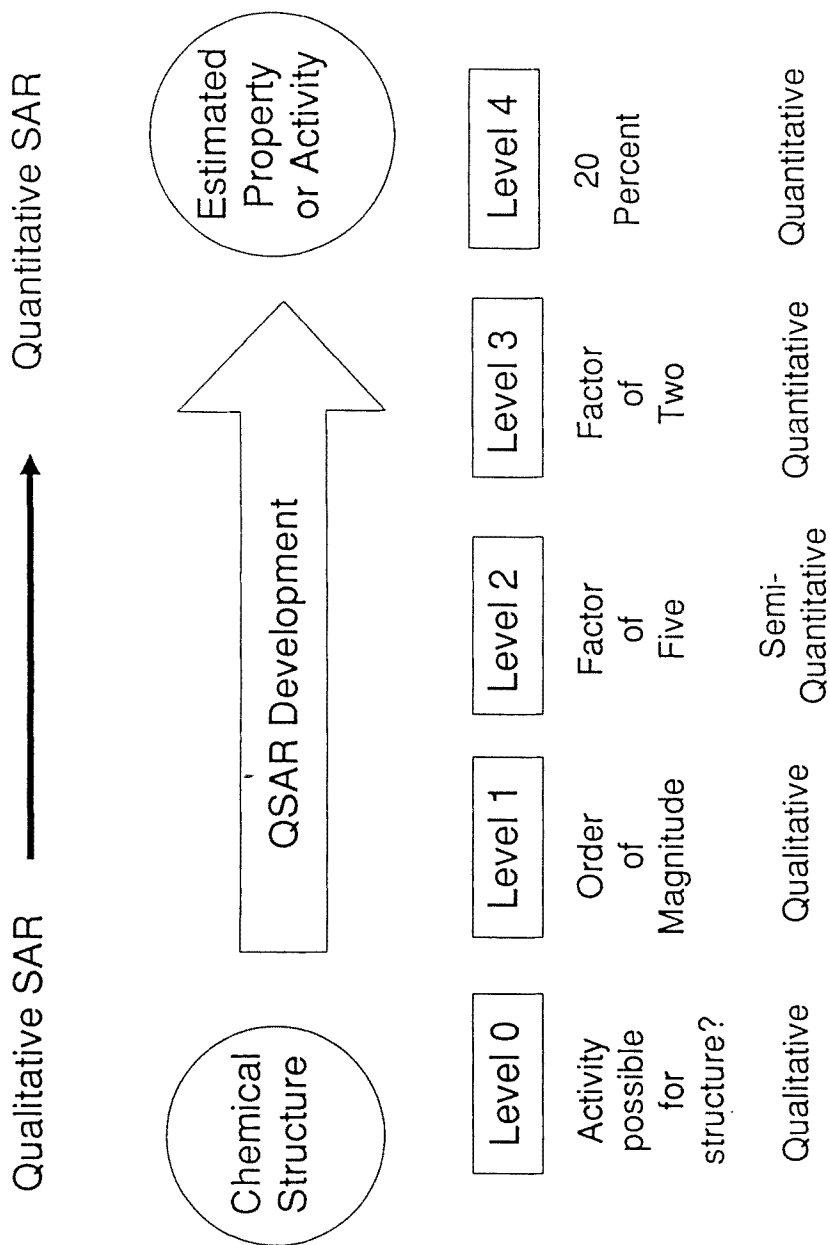 Qualitative SAR
Quantitative SAR
Chemical
Structure
QSAR Development
Estimated
Property
or Activity
Level 0
Level 1
Level 2
Level 3
Level 4
Activity
possible
for
structure?
Order
of
Magnitude
Factor
of
Five
Factor
of
Two
20
Percent
Qualitative
Qualitative
Semi-
Quantitative
Quantitative
Quantitative